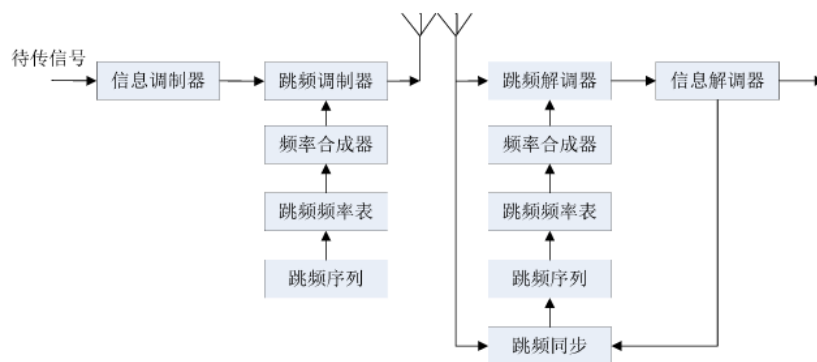 待传信号
信息调制器
跳频调制器
跳频解调器
信息解调器
频率合成器
频率合成器
跳频频率表
跳频频率表
跳频序列
跳频序列
跳频同步